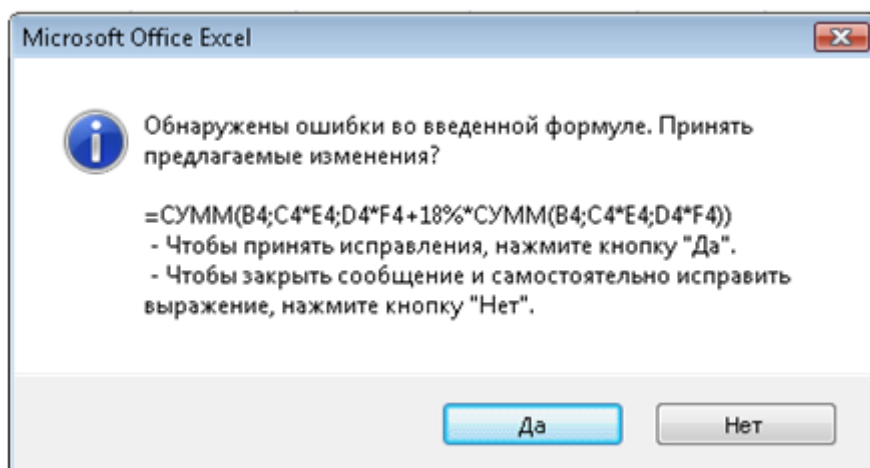 Microsoft Office Excel
Обнаружены ошибки во введенной формуле. Принять
предлагаемые изменения?
=СУММ(B4;C4*E4;D4*F4+18%*СУММ(B4;C4*E4;D4*F4))
- Чтобы принять исправления, нажмите кнопку "Да".
- Чтобы закрыть сообщение и самостоятельно исправить
выражение, нажмите кнопку "Нет".
Да
Нет